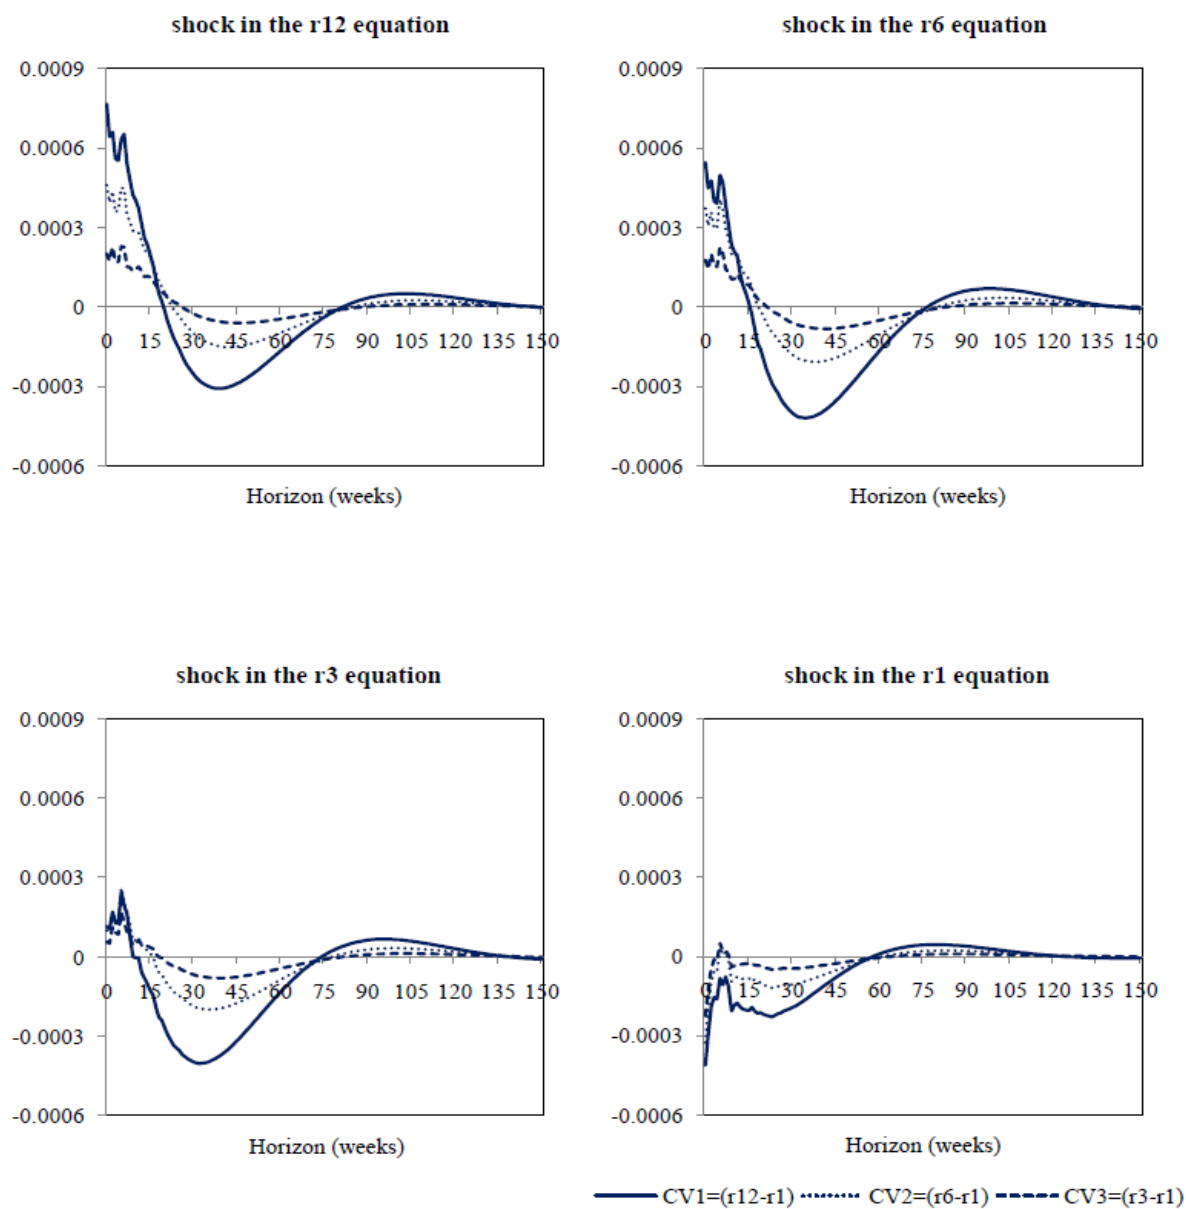 shock in the r12 equation
shock in the r6 equation
0.0009
0.0006
0.0003
0
-0.0003
-0.0006
0 15 30 45 60 75 90 105 120 135 150
Horizon (weeks)
0.0009
0.0006
0.0003
0
-0.0003
-0.0006
0 15 30 45 60 75 90 105 120 135 150
Horizon (weeks)
shock in the r3 equation
shock in the r1 equation
0.0009
0.0006
0.0003
0
-0.0003
-0.0006
0 15 30 45 60 75 90 105 120 135 150
Horizon (weeks)
0.0009
0.0006
0.0003
0
-0.0003
-0.0006
0 15 30 45 60 75 90 105 120 135 150
Horizon (weeks)
CV1=(r12-r1) CV2=(r6-r1) CV3=(r3-r1)